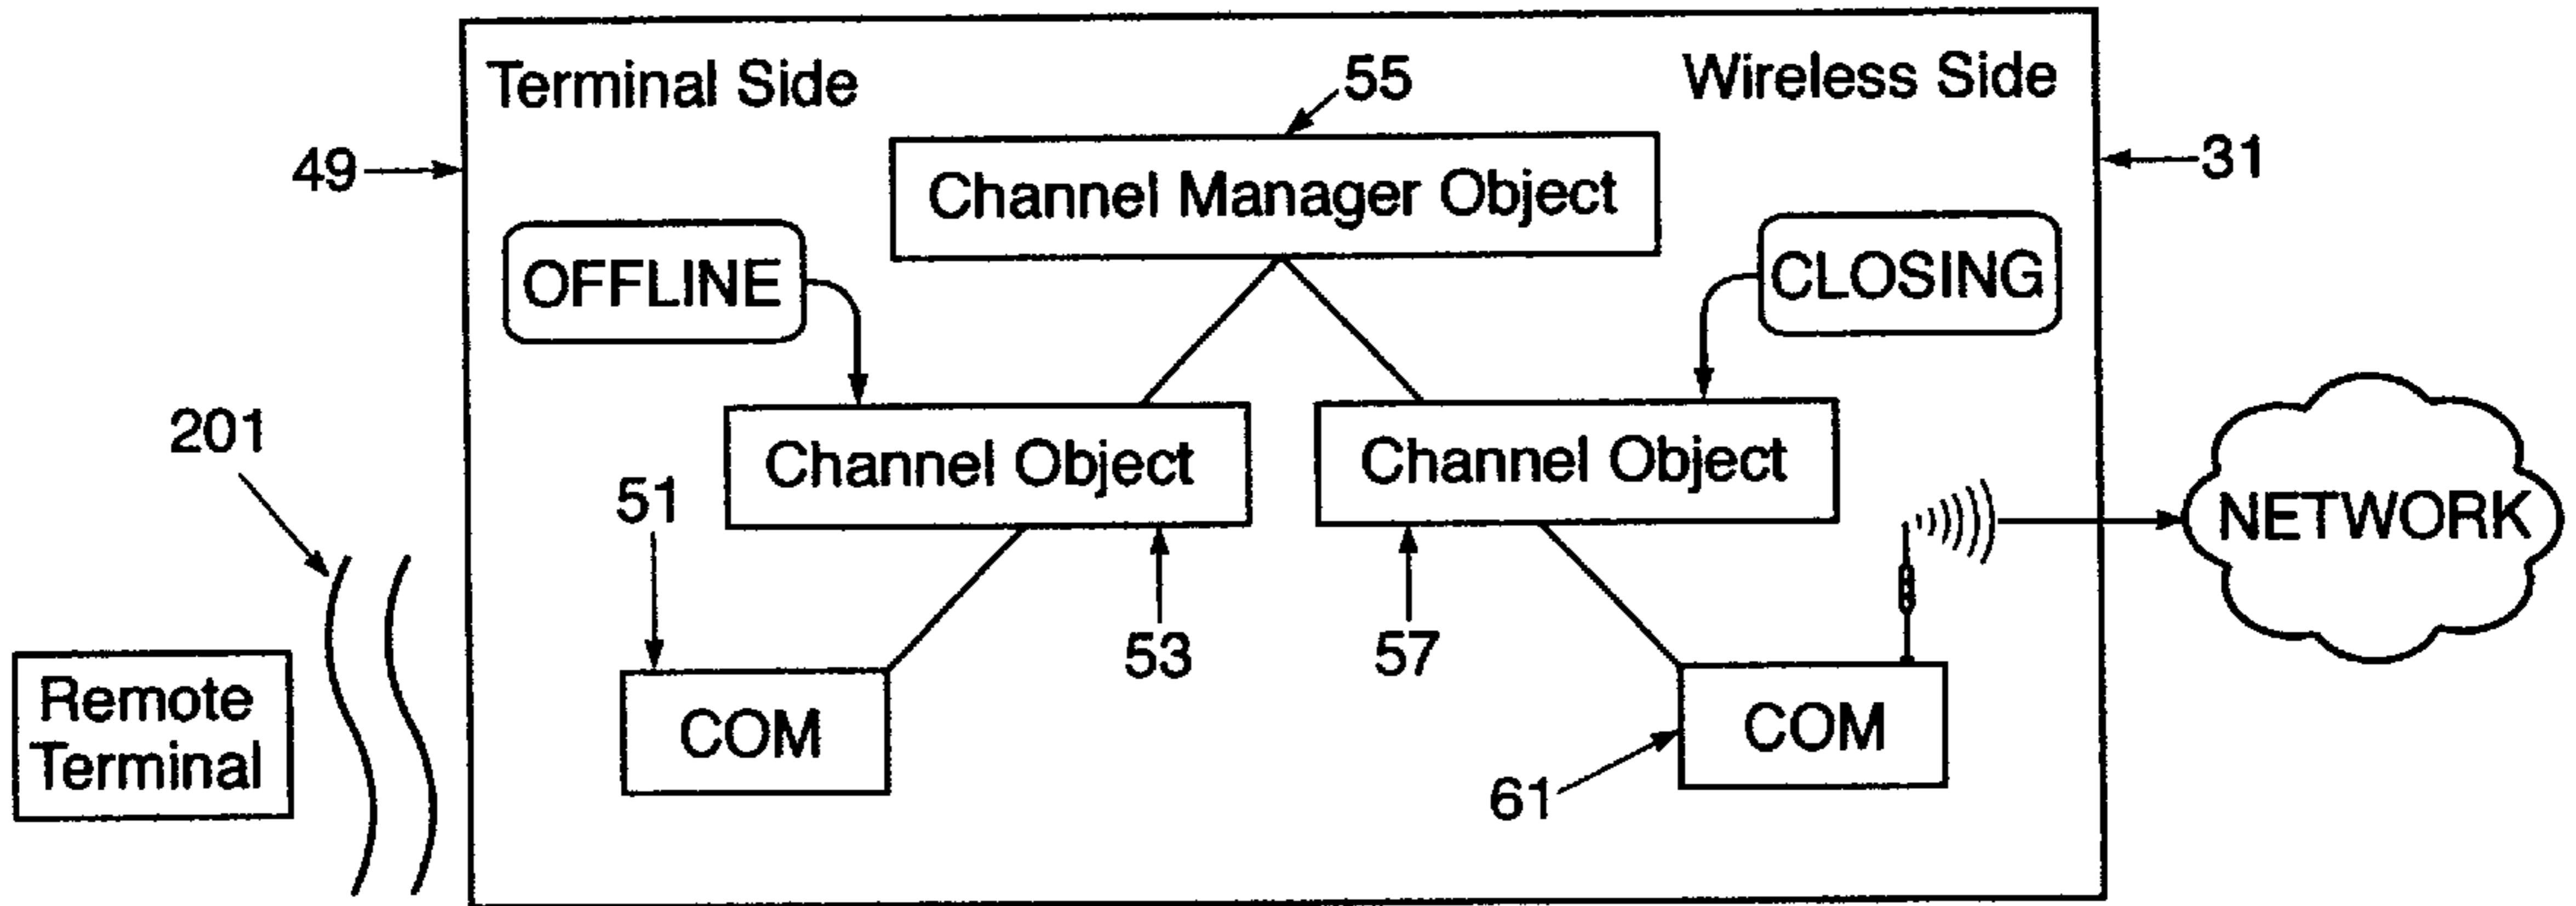 Terminal Side
Wireless Side
55
49
31
Channel Manager Object
OFFLINE
CLOSING
201
Channel Object
Channel Object
51
NETWORK
53
57
Remote
Terminal
COM
COM
61